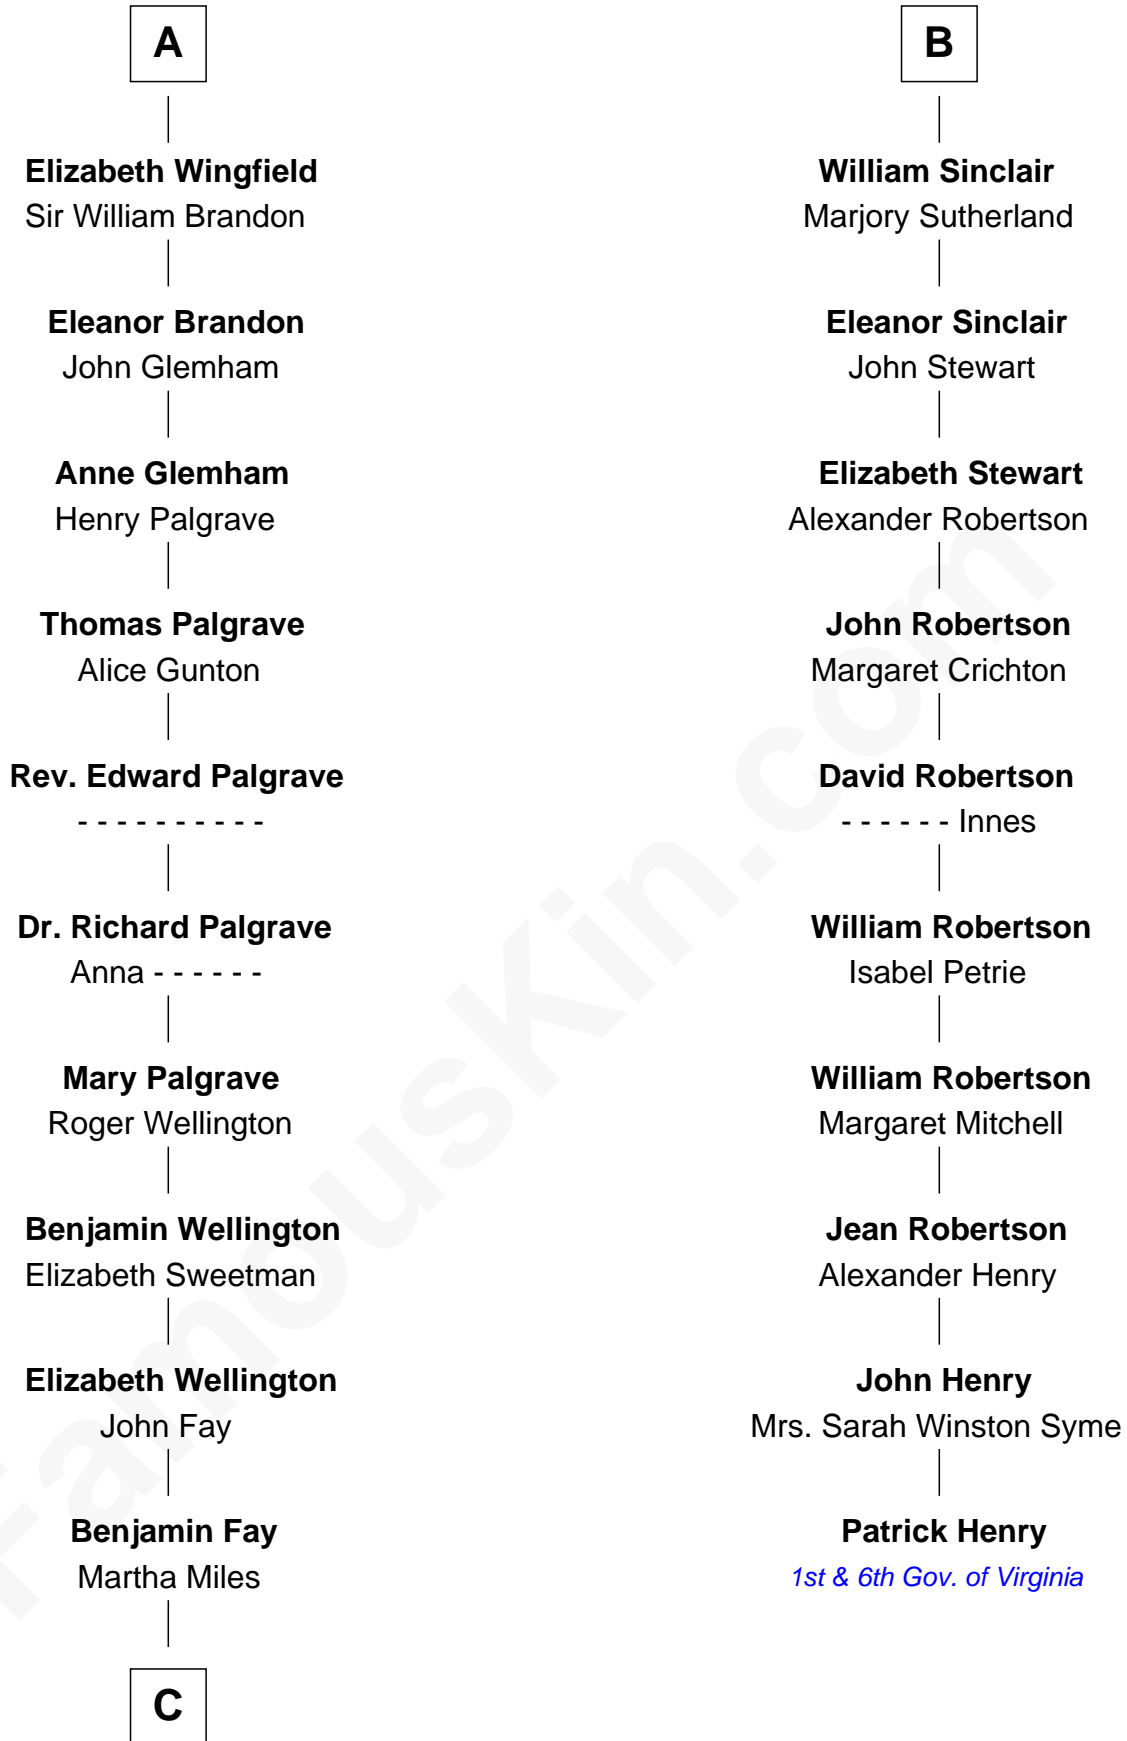 A
Elizabeth Wingfield
Sir William Brandon
Eleanor Brandon
John Glemham
Anne Glemham
Henry Palgrave
Thomas Palgrave
Alice Gunton
Rev. Edward Palgrave
- - - - - - - - - -
Dr. Richard Palgrave
Anna - - - - - -
Mary Palgrave
Roger Wellington
Benjamin Wellington
Elizabeth Sweetman
Elizabeth Wellington
John Fay
Benjamin Fay
Martha Miles
C
B
William Sinclair
Marjory Sutherland
Eleanor Sinclair
John Stewart
Elizabeth Stewart
Alexander Robertson
John Robertson
Margaret Crichton
David Robertson
- - - - - - Innes
William Robertson
Isabel Petrie
William Robertson
Margaret Mitchell
Jean Robertson
Alexander Henry
John Henry
Mrs. Sarah Winston Syme
Patrick Henry
1st & 6th Gov. of Virginia
FamousKin.com